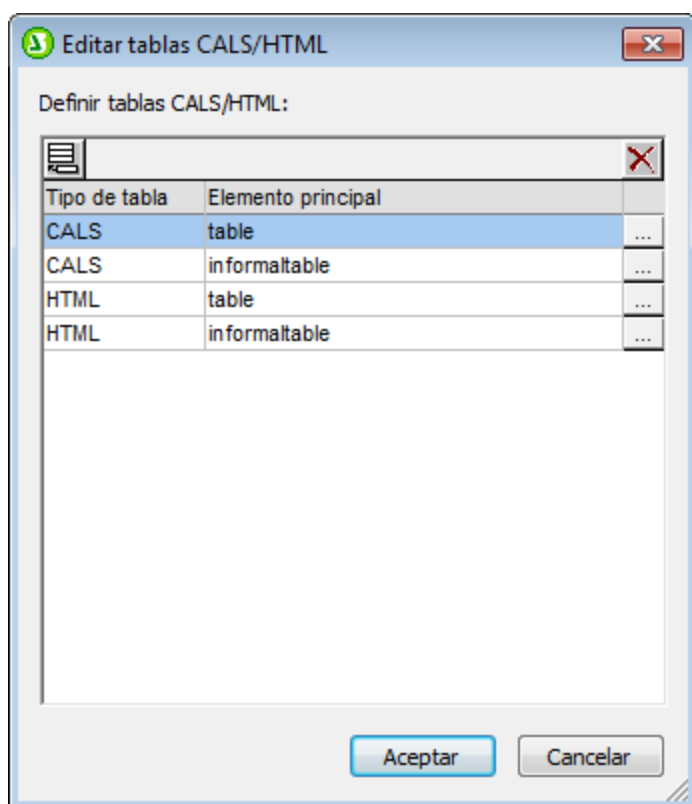 Editar tablas CALS/HTML
Definir tablas CALS/HTML:
Tipo de tabla Elemento principal
CALS table ...
CALS informaltable ...
HTML table ...
HTML informaltable ...
Aceptar Cancelar